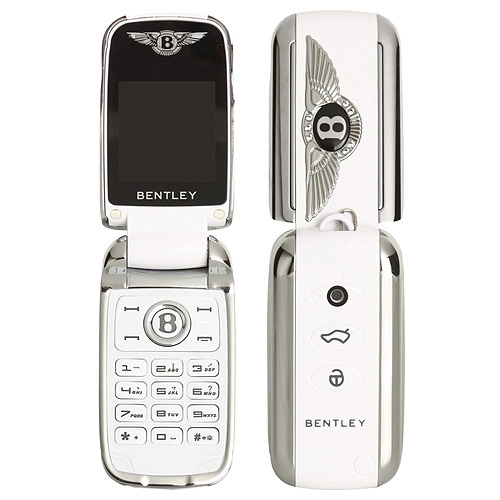 B
BENTLEY
B
1 2 ABC 3 DEF
4 GHI 5 JKL 6 MNO
7 PQRS 8 TUV 9 WXYZ
* + 0 # 
B
BENTLEY